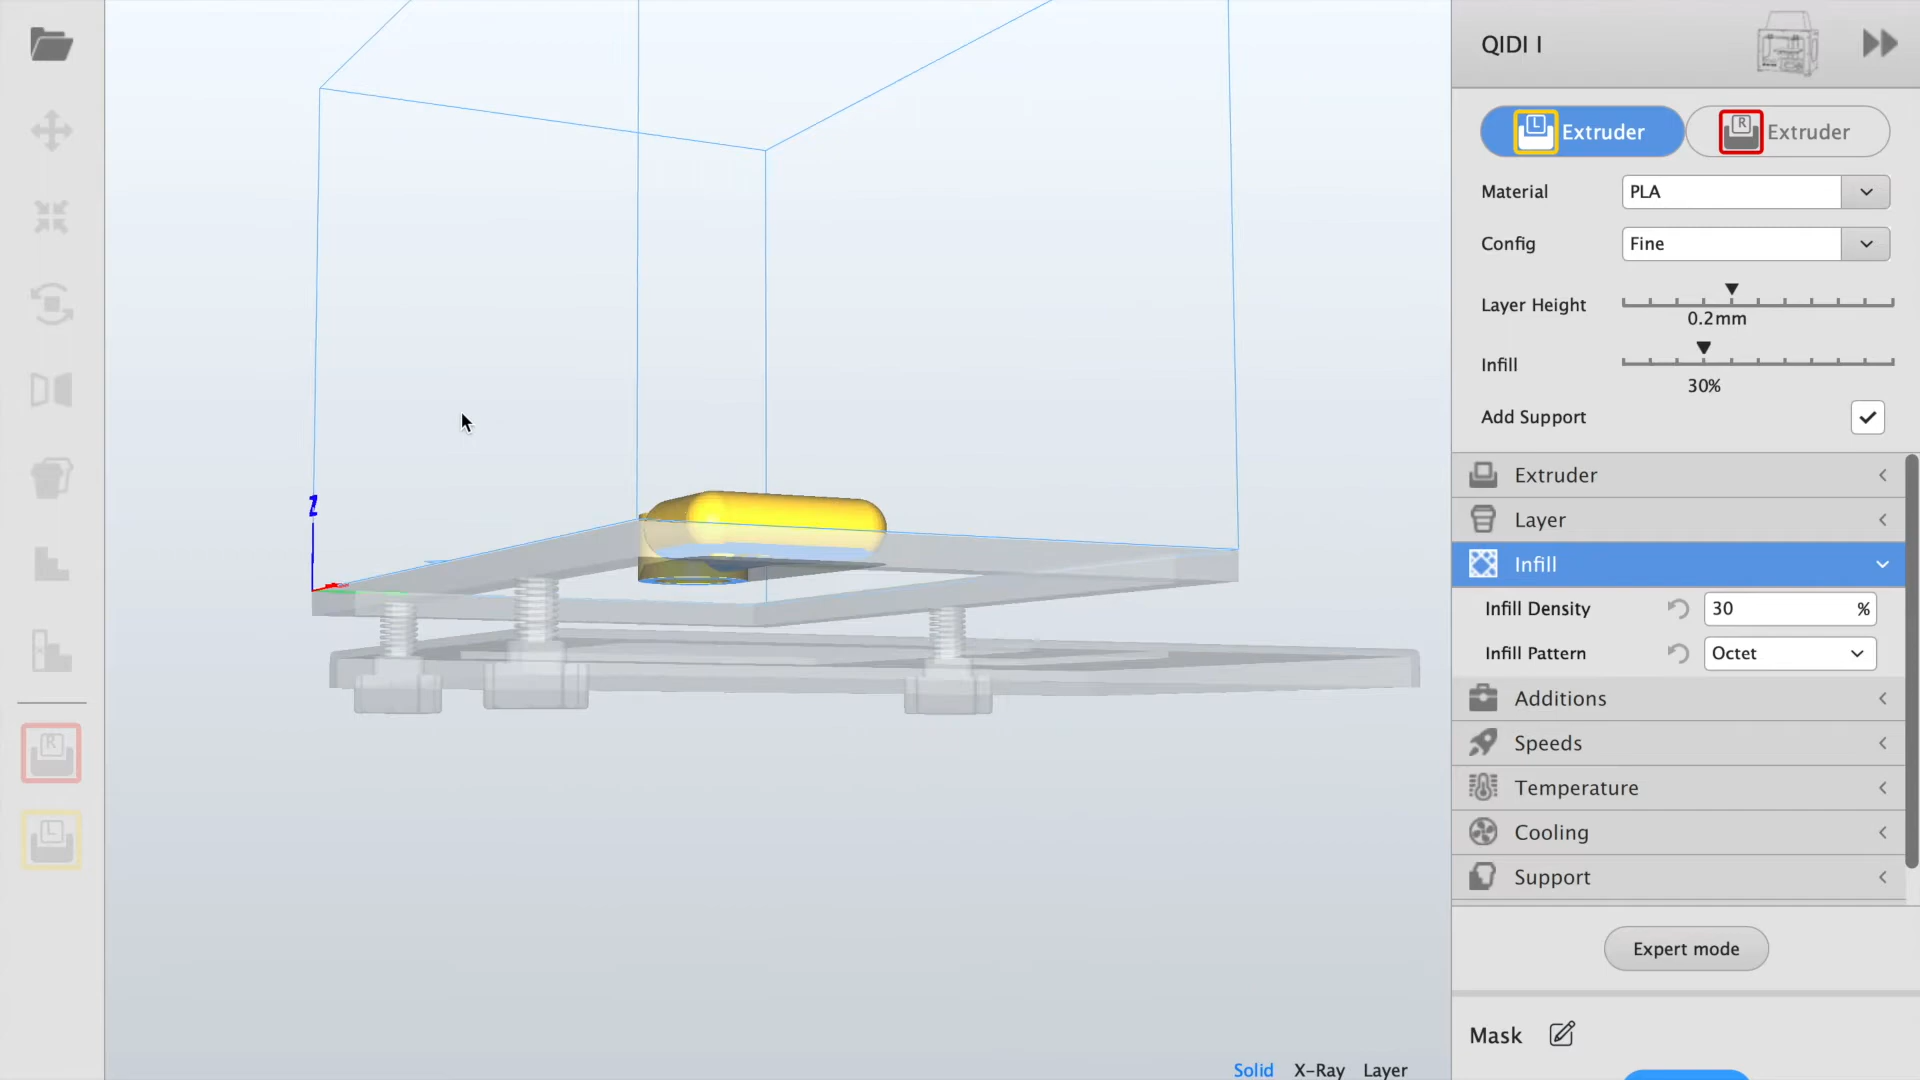 QIDI I
L Extruder
R Extruder
Material PLA
Config Fine
Layer Height
0.2mm
Infill
30%
Add Support
Extruder
Layer
Infill
Infill Density 30 %
Infill Pattern Octet
Additions
Speeds
Temperature
Cooling
Support
Expert mode
Mask
Z
R
L
Solid X-Ray Layer